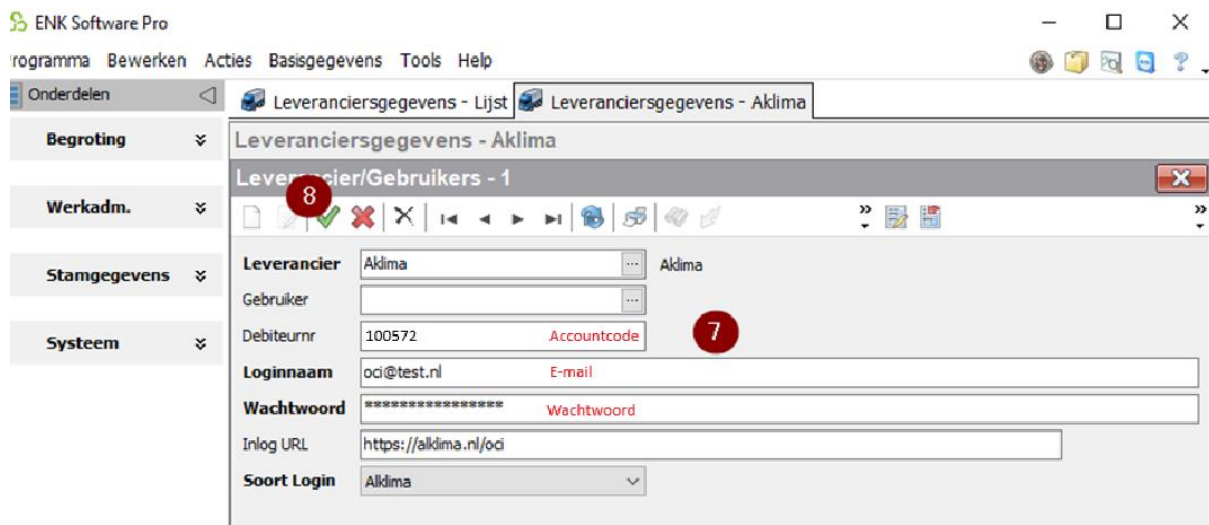 ENK Software Pro
rogramma Bewerken Acties Basisgegevens Tools Help
Onderdelen
Leveranciersgegevens - Lijst Leveranciersgegevens - Aklima
Begroting
Leveranciersgegevens - Aklima
Leverancier/Gebruikers - 1
8
Werkadm.
Leverancier Aklima ... Aklima
Stamgegevens
Gebruiker ...
Debiteurnr 100572 Accountcode 7
Systeem
Loginnaam oci@test.nl E-mail
Wachtwoord **************** Wachtwoord
Inlog URL https://alklima.nl/oci
Soort Login Alklima